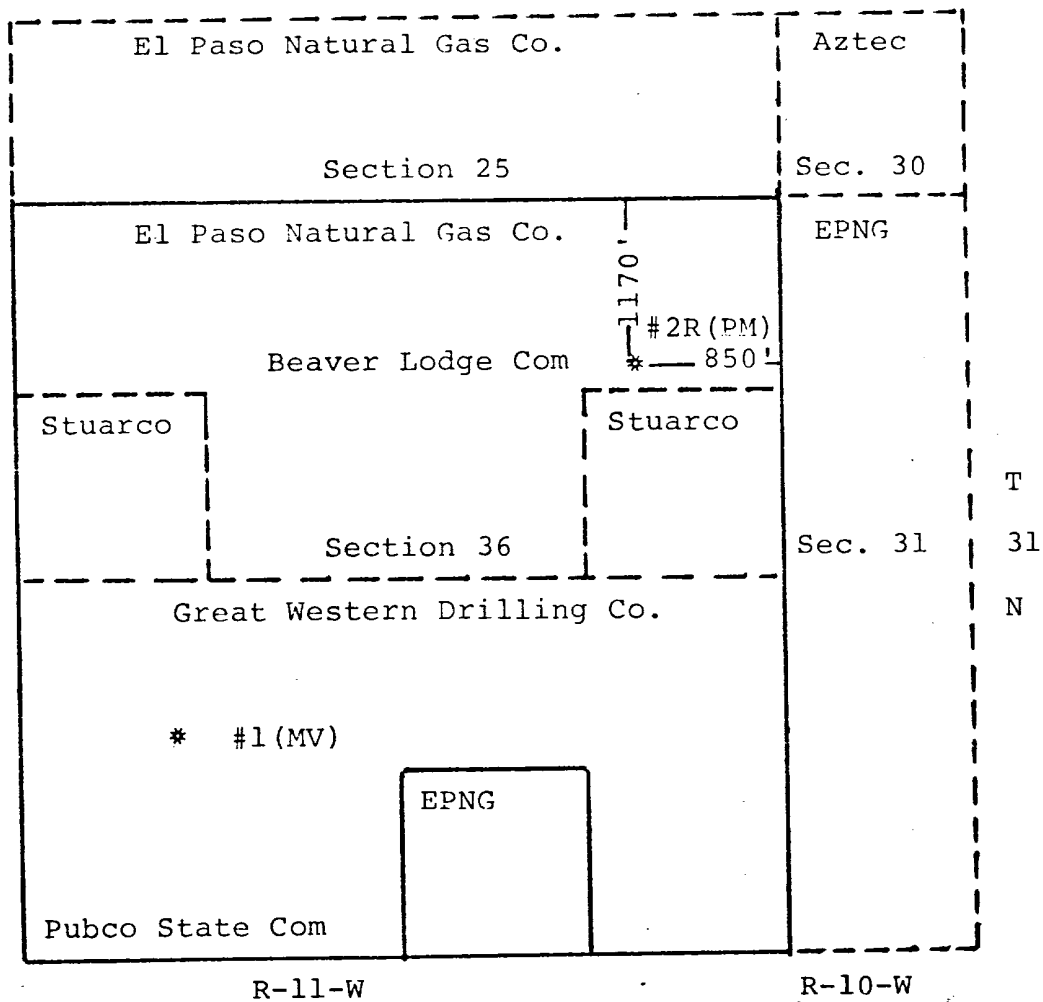 El Paso Natural Gas Co.
Aztec
Section 25
Sec. 30
El Paso Natural Gas Co.
EPNG
1170'
#2R(PM)
850'
Beaver Lodge Com
Stuarco
Stuarco
T
31
N
Section 36
Sec. 31
Great Western Drilling Co.
#1(MV)
EPNG
Pubco State Com
R-11-W
R-10-W